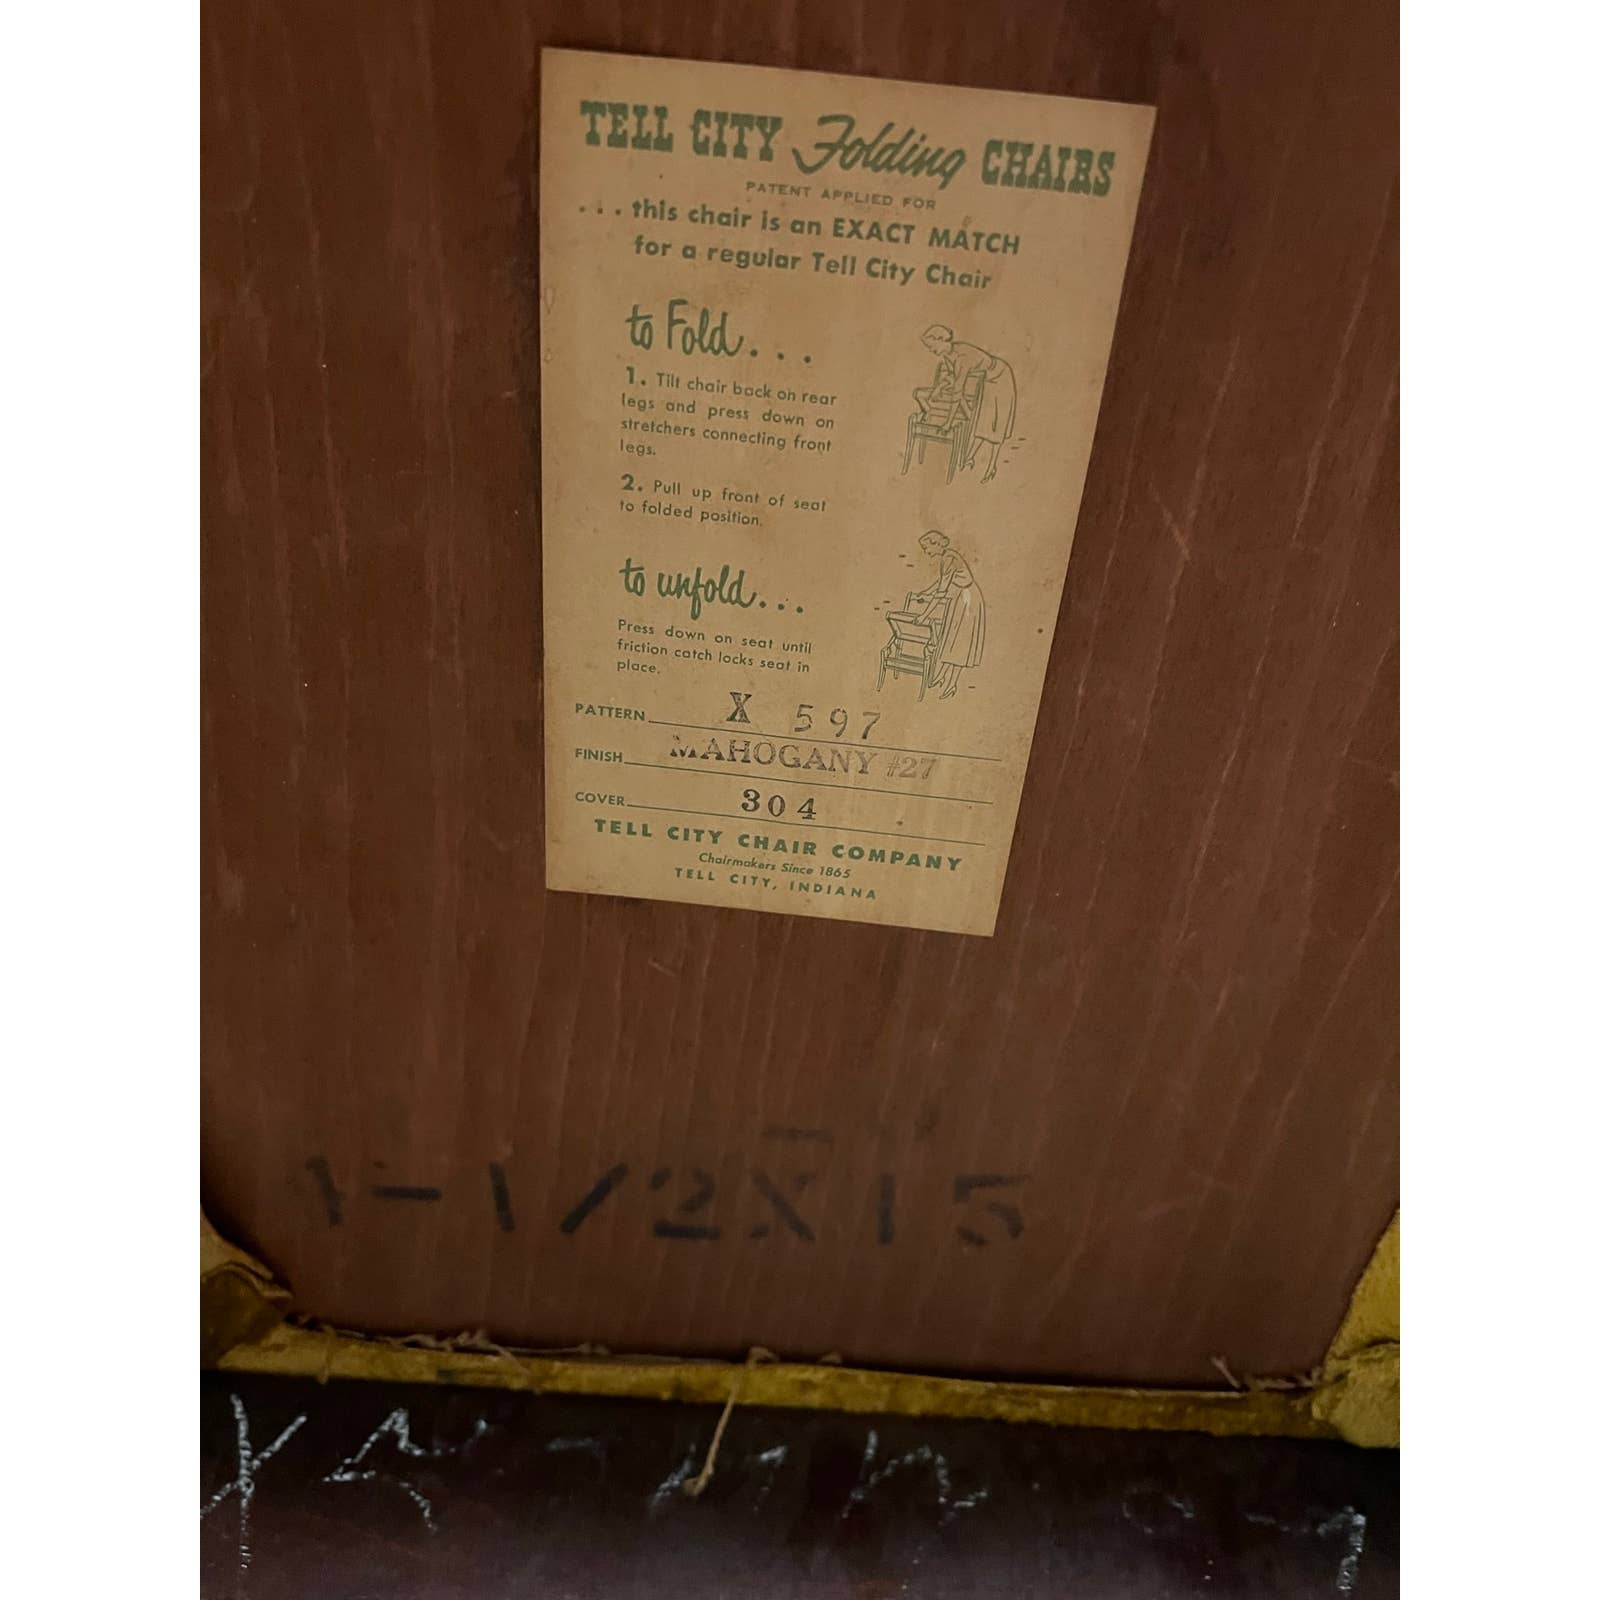 TELL CITY Folding CHAIRS
PATENT APPLIED FOR
. . . this chair is an EXACT MATCH
for a regular Tell City Chair
to Fold. . .
1. Tilt chair back on rear
legs and press down on
stretchers connecting front
legs.
2. Pull up front of seat
to folded position.
to unfold. . .
Press down on seat until
friction catch locks seat in
place.
PATTERN X 597
FINISH MAHOGANY #27
COVER 304
TELL CITY CHAIR COMPANY
Chairmakers Since 1865
TELL CITY, INDIANA
1-1/2X15